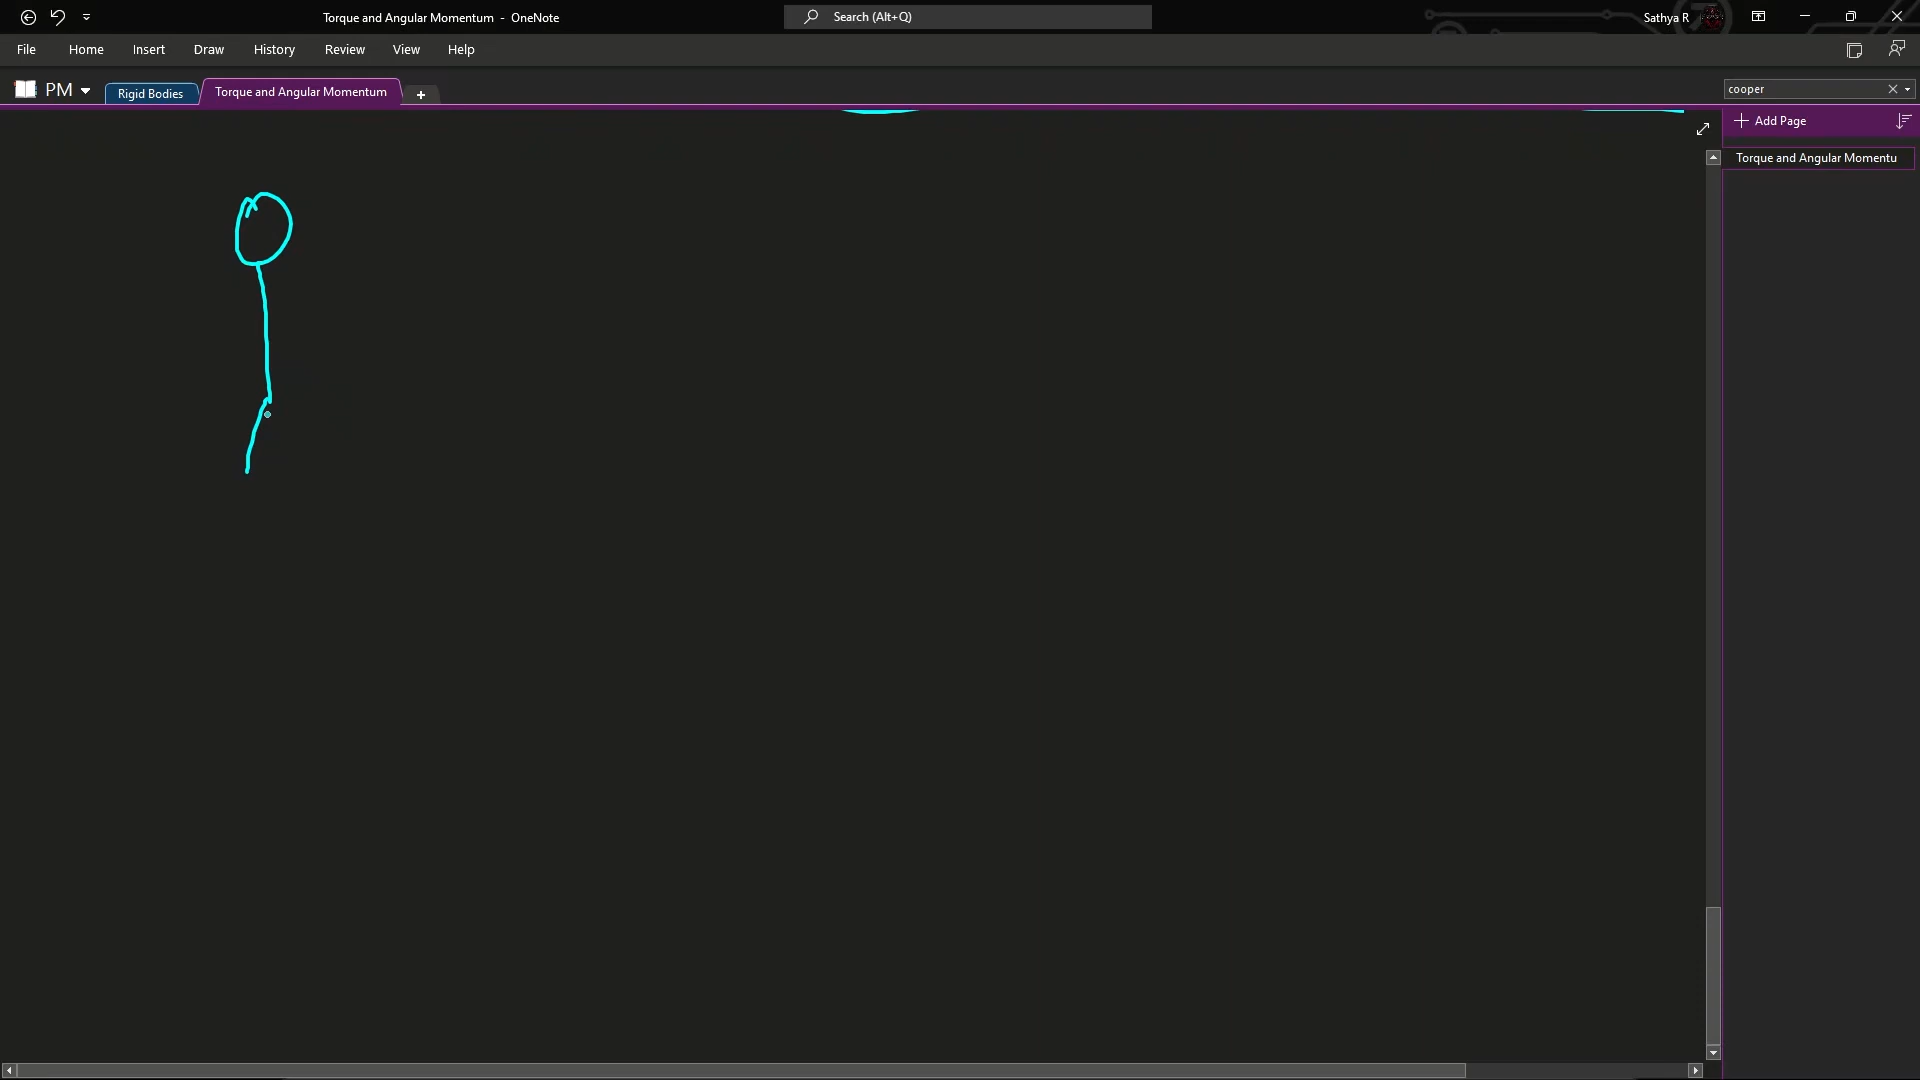 Torque and Angular Momentum - OneNote
Search (Alt+Q)
Sathya R
File Home Insert Draw History Review View Help
PM
Rigid Bodies
Torque and Angular Momentum
+
cooper
Add Page
Torque and Angular Momentu